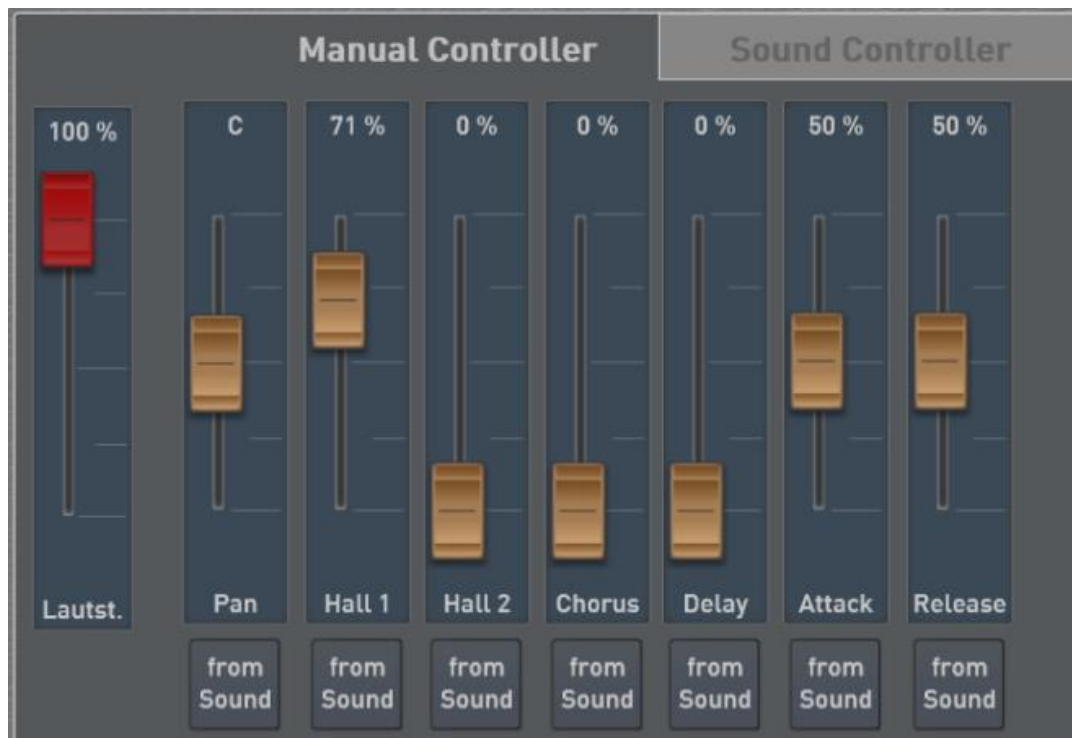 Manual Controller Sound Controller
100 % C 71 % 0 % 0 % 0 % 50 % 50 %
Lautst. Pan Hall 1 Hall 2 Chorus Delay Attack Release
from from from from from from from
Sound Sound Sound Sound Sound Sound Sound